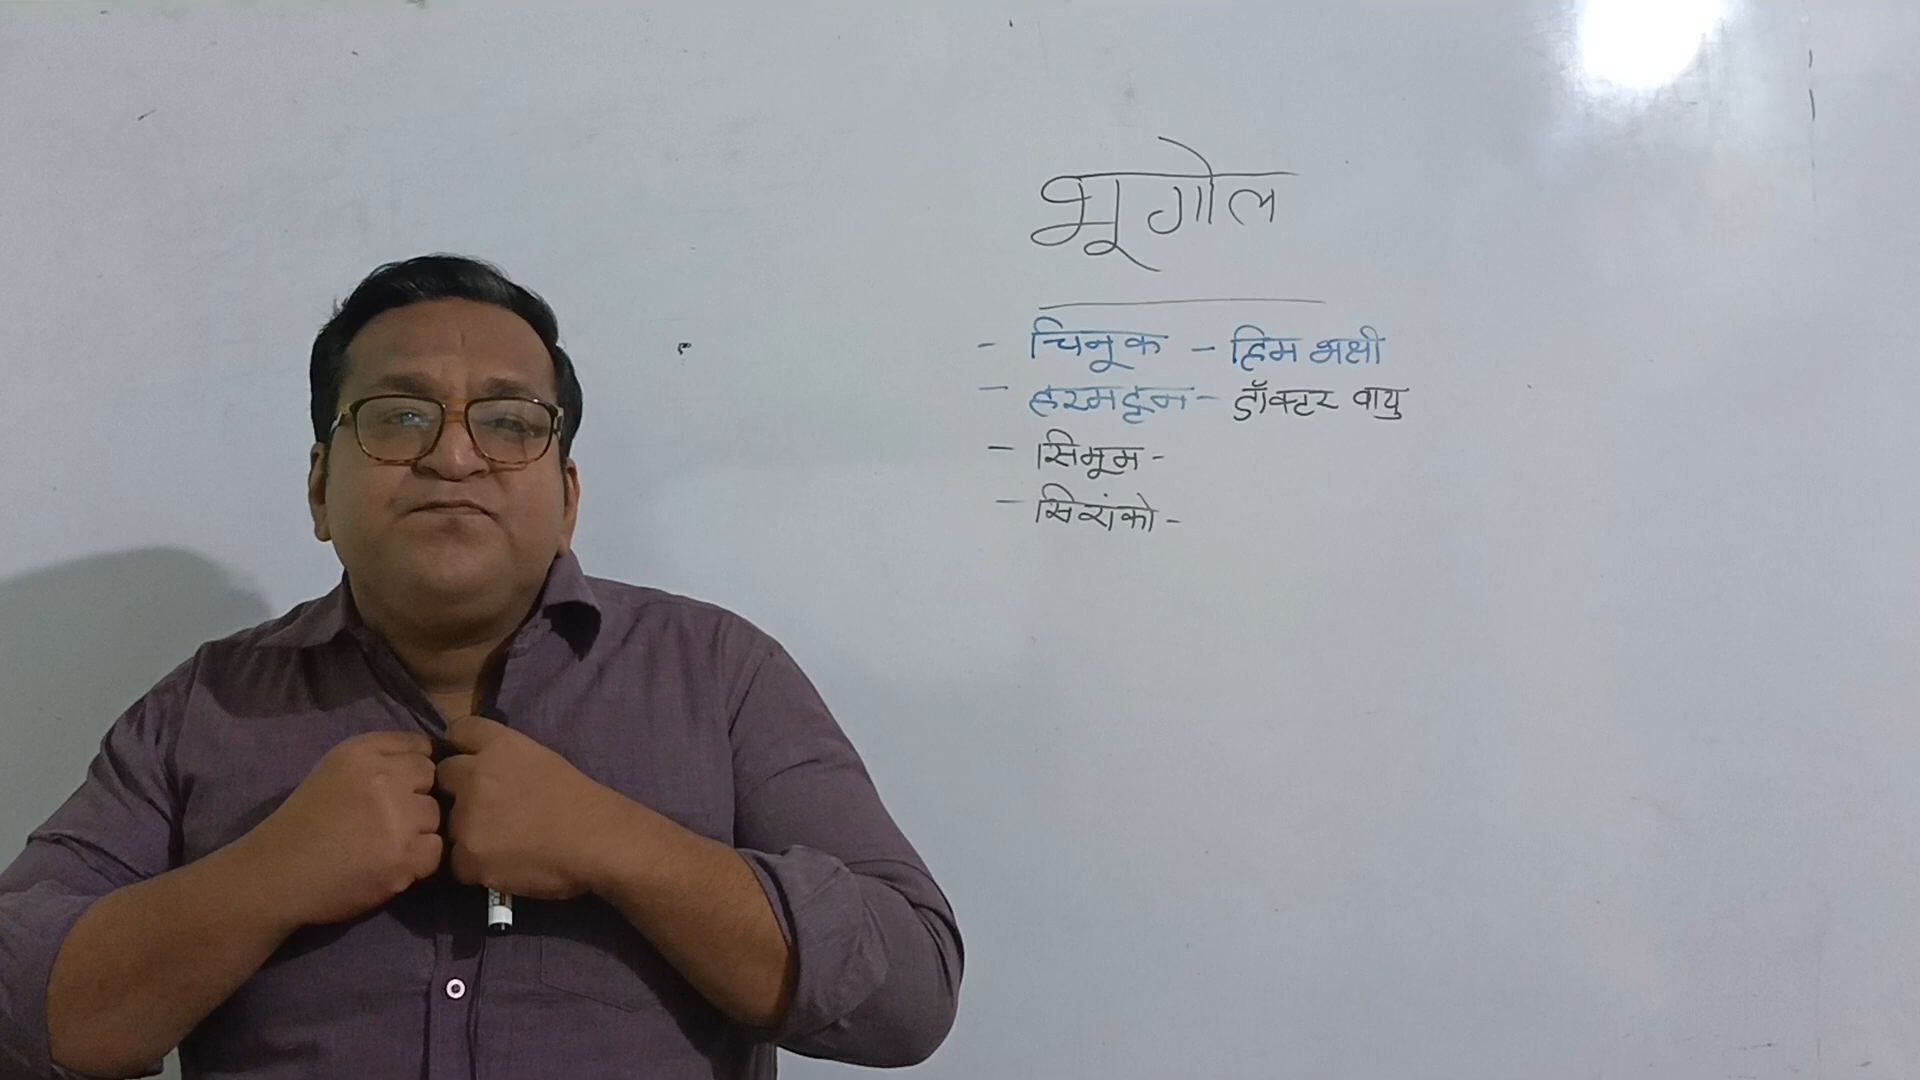 भूगोल
- चिनूक - हिम भक्षी
- हरमट्टन - डॉक्टर वायु
- सिमूम -
- सिरांको -